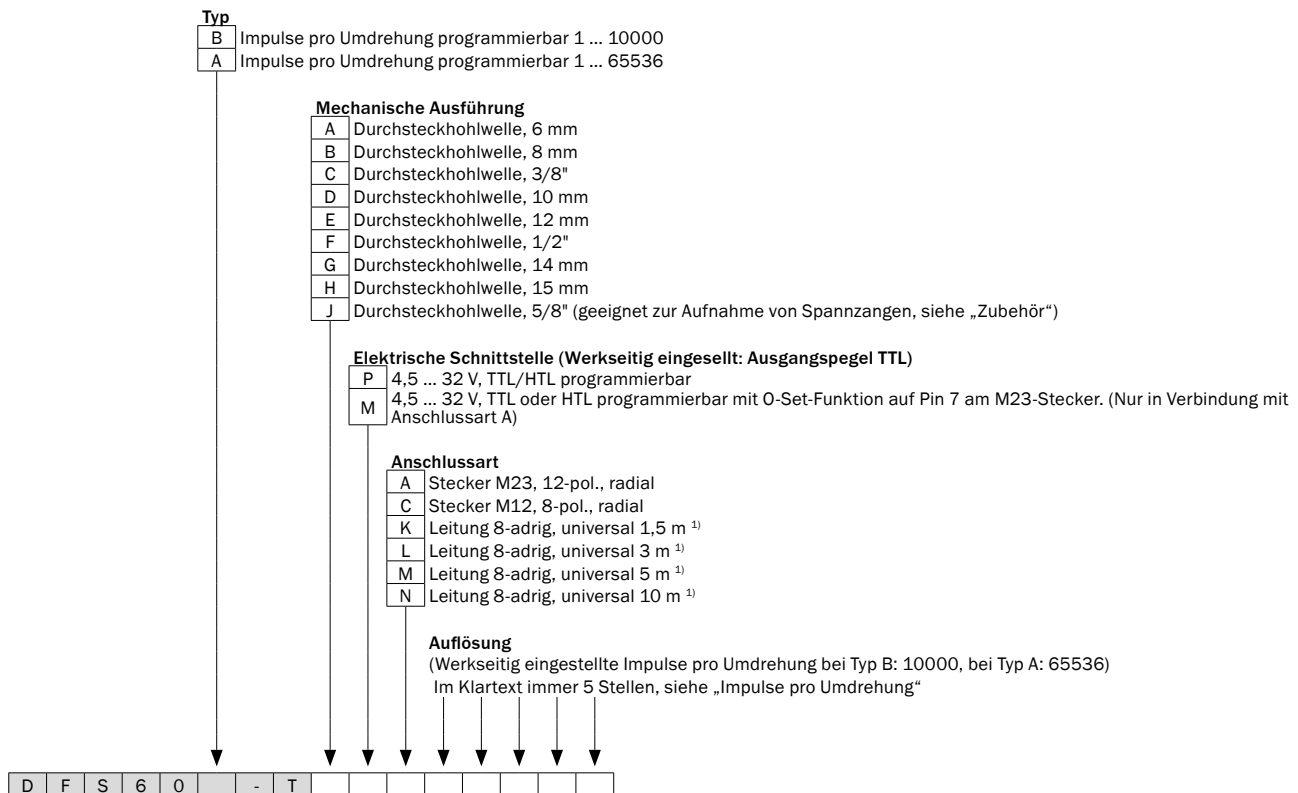 Typ
B Impulse pro Umdrehung programmierbar 1 ... 10000
A Impulse pro Umdrehung programmierbar 1 ... 65536
Mechanische Ausführung
A Durchsteckhohlwelle, 6 mm
B Durchsteckhohlwelle, 8 mm
C Durchsteckhohlwelle, 3/8"
D Durchsteckhohlwelle, 10 mm
E Durchsteckhohlwelle, 12 mm
F Durchsteckhohlwelle, 1/2"
G Durchsteckhohlwelle, 14 mm
H Durchsteckhohlwelle, 15 mm
J Durchsteckhohlwelle, 5/8" (geeignet zur Aufnahme von Spannzangen, siehe „Zubehör“)
Elektrische Schnittstelle (Werkseitig eingesellt: Ausgangspegel TTL)
P 4,5 ... 32 V, TTL/HTL programmierbar
M 4,5 ... 32 V, TTL oder HTL programmierbar mit 0-Set-Funktion auf Pin 7 am M23-Stecker. (Nur in Verbindung mit
Anschlussart A)
Anschlussart
A Stecker M23, 12-pol., radial
C Stecker M12, 8-pol., radial
K Leitung 8-adrig, universal 1,5 m 1)
L Leitung 8-adrig, universal 3 m 1)
M Leitung 8-adrig, universal 5 m 1)
N Leitung 8-adrig, universal 10 m 1)
Auflösung
(Werkseitig eingestellte Impulse pro Umdrehung bei Typ B: 10000, bei Typ A: 65536)
Im Klartext immer 5 Stellen, siehe „Impulse pro Umdrehung“
D F S 6 0 - T